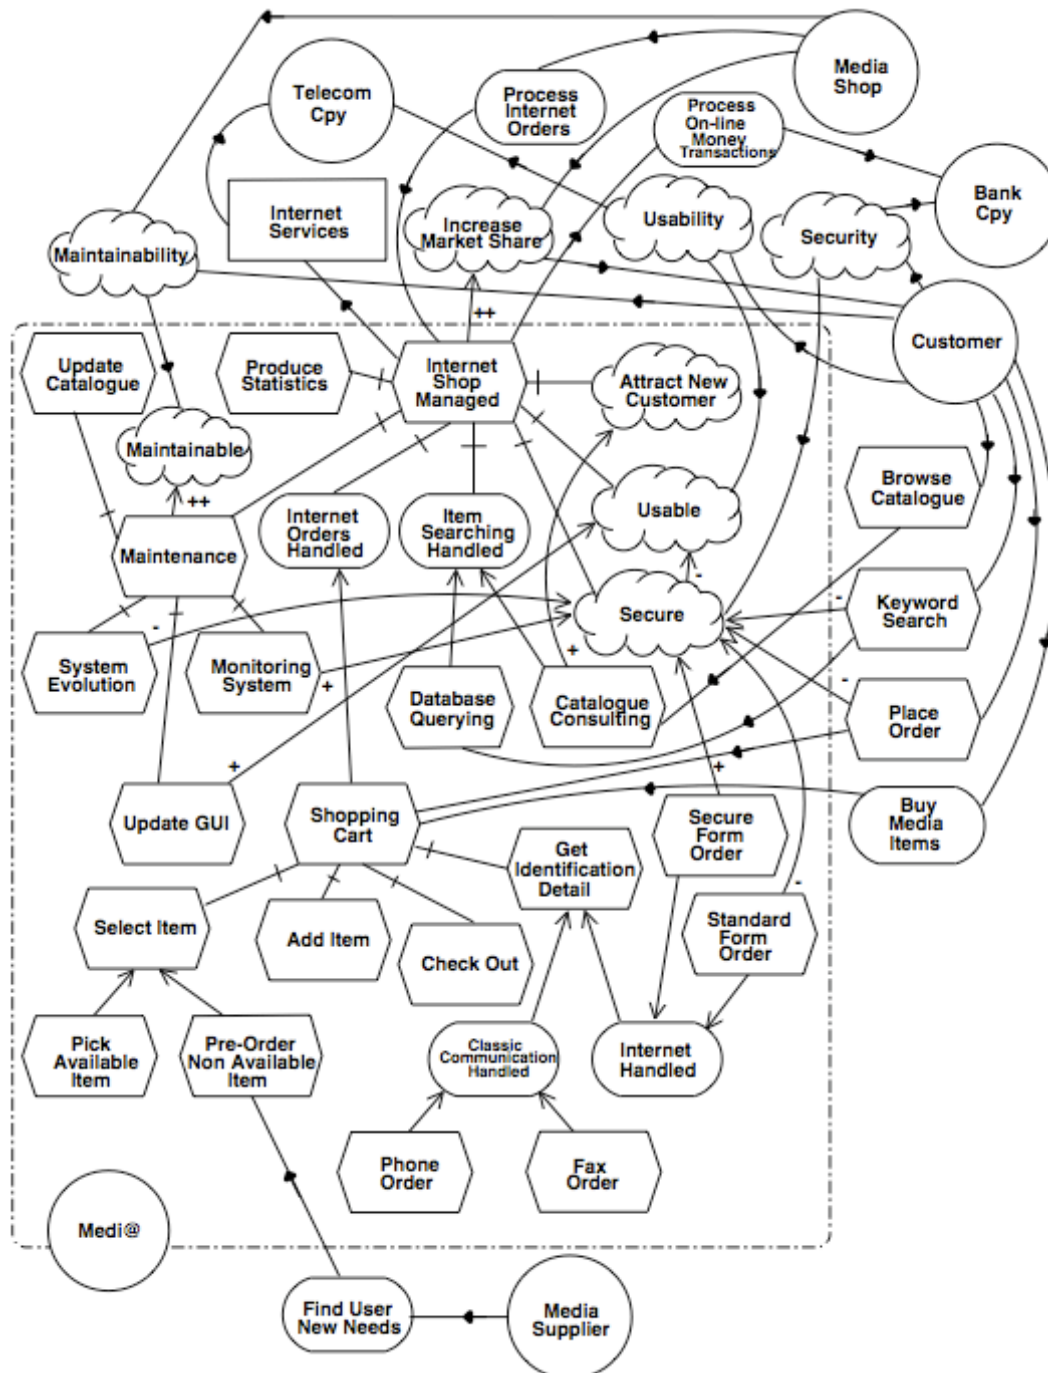 Media
Shop
Telecom
Cpy
Process
Internet
Orders
Process
On-line
Money
Transactions
Bank
Cpy
Internet
Services
Increase
Market Share
Usability
Security
Maintainability
++
Customer
Update
Catalogue
Produce
Statistics
Internet
Shop
Managed
Attract New
Customer
Maintainable
++
Browse
Catalogue
Usable
Internet
Orders
Handled
Item
Searching
Handled
Maintenance
-
Secure
-
Keyword
Search
-
+
System
Evolution
Monitoring
System
+
Database
Querying
Catalogue
Consulting
-
Place
Order
+
+
Update GUI
Shopping
Cart
Get
Identification
Detail
Secure
Form
Order
Buy
Media
Items
-
Select Item
Add Item
Check Out
Standard
Form
Order
Pick
Available
Item
Pre-Order
Non Available
Item
Classic
Communication
Handled
Internet
Handled
Phone
Order
Fax
Order
Medi@
Find User
New Needs
Media
Supplier